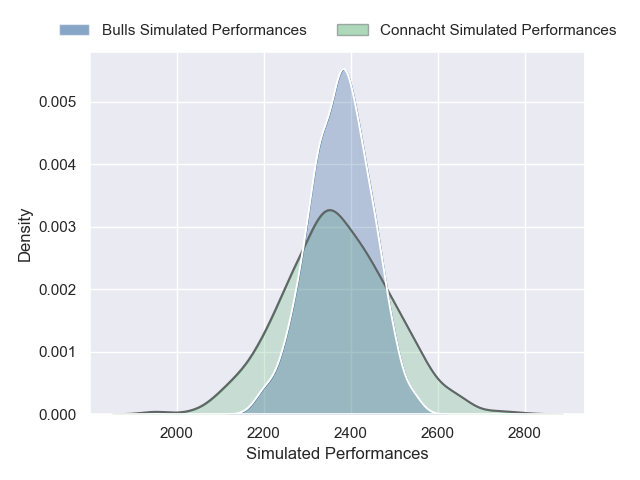 Bulls Simulated Performances
Connacht Simulated Performances
0.005
0.004
0.003
0.002
0.001
0.000
Density
2000
2200
2400
2600
2800
Simulated Performances